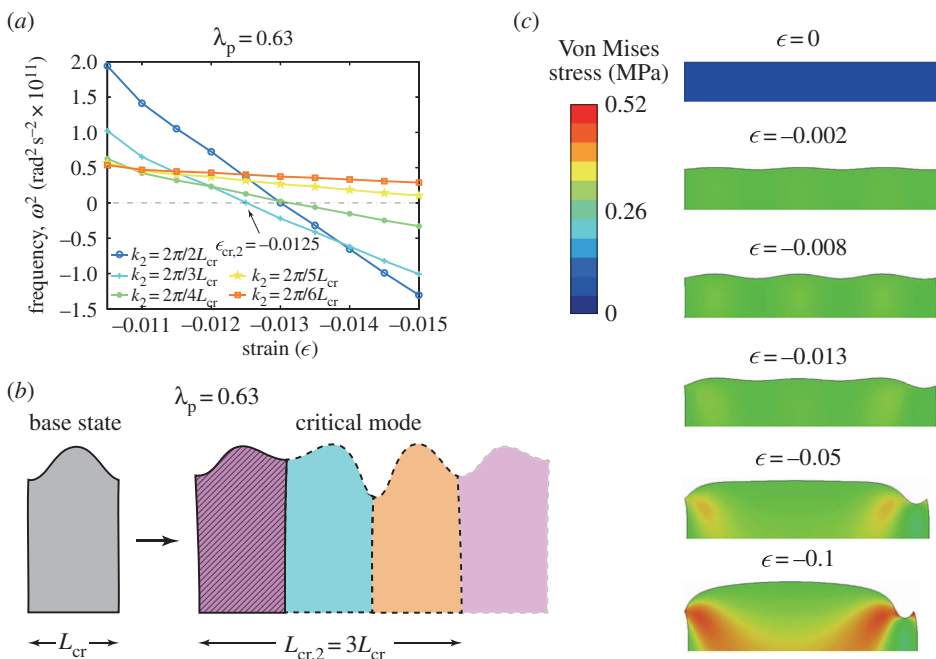 (a)
λp = 0.63
frequency, ω² (rad² s⁻² × 10¹¹)
2.0
1.5
1.0
0.5
0
−0.5
−1.0
−1.5
ϵcr,2 = −0.0125
k2 = 2π/2Lcr
k2 = 2π/3Lcr
k2 = 2π/4Lcr
k2 = 2π/5Lcr
k2 = 2π/6Lcr
−0.011 −0.012 −0.013 −0.014 −0.015
strain (ϵ)
(b)
λp = 0.63
base state
critical mode
Lcr
Lcr,2 = 3Lcr
(c)
Von Mises
stress (MPa)
0.52
0.26
0
ϵ = 0
ϵ = −0.002
ϵ = −0.008
ϵ = −0.013
ϵ = −0.05
ϵ = −0.1